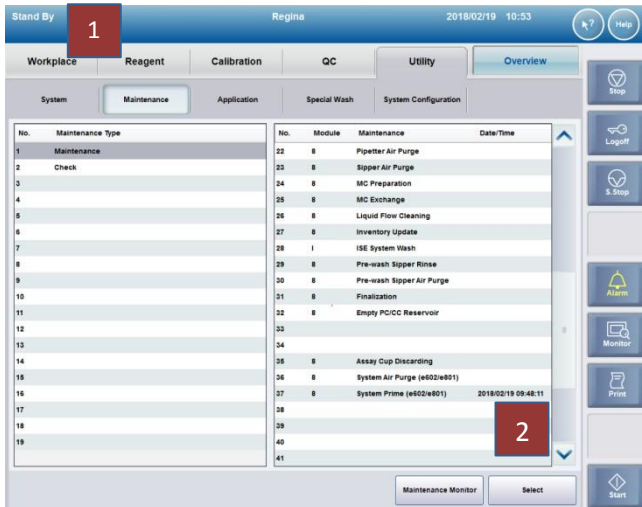 Stand By Regina 2018/02/19 10:53
? Help
1
Workplace Reagent Calibration QC Utility Overview
System Maintenance Application Special Wash System Configuration
No. Maintenance Type
1 Maintenance
2 Check
3
4
5
6
7
8
9
10
11
12
13
14
15
16
17
18
19
No. Module Maintenance Date/Time
22 8 Pipetter Air Purge
23 8 Sipper Air Purge
24 8 MC Preparation
25 8 MC Exchange
26 8 Liquid Flow Cleaning
27 8 Inventory Update
28 I ISE System Wash
29 8 Pre-wash Sipper Rinse
30 8 Pre-wash Sipper Air Purge
31 8 Finalization
32 8 Empty PC/CC Reservoir
33
34
35 8 Assay Cup Discarding
36 8 System Air Purge (e602/e801)
37 8 System Prime (e602/e801) 2018/02/19 09:48:11
38
39
40
41
2
Maintenance Monitor Select
Stop
Logoff
S.Stop
Alarm
Monitor
Print
Start